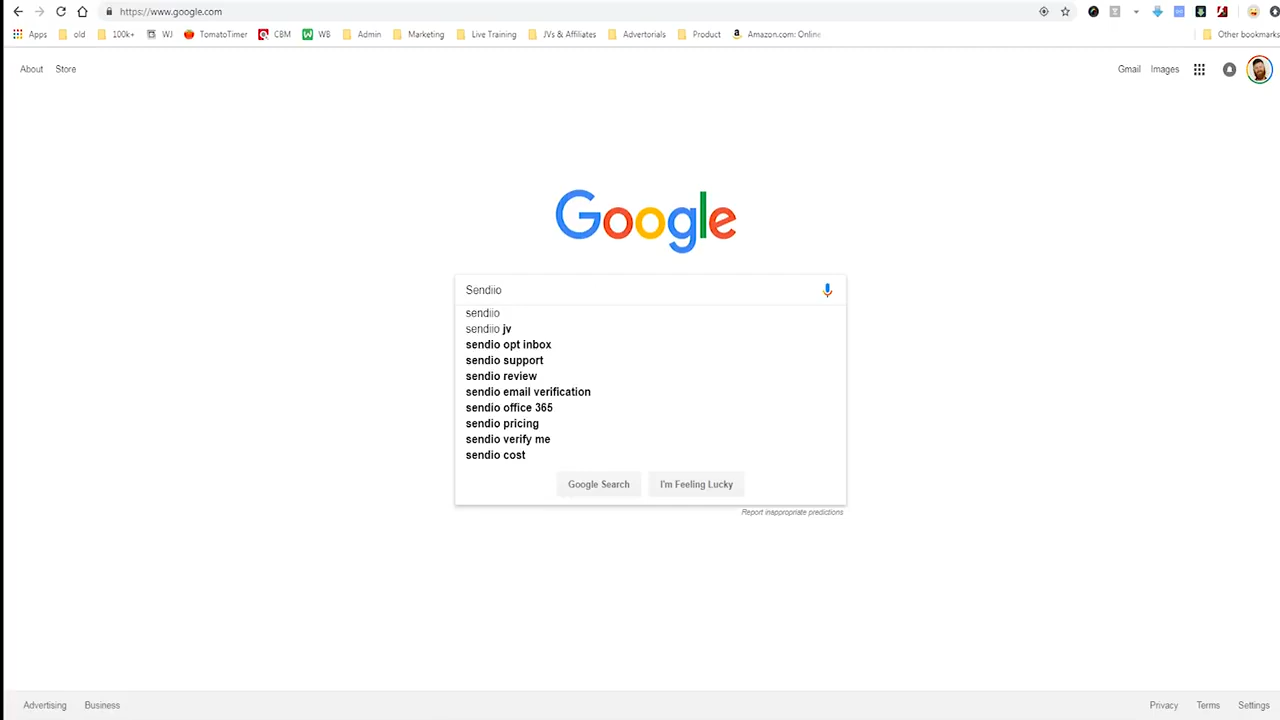 https://www.google.com
Apps old 100k+ WJ TomatoTimer CBM WB Admin Marketing Live Training JVs & Affiliates Advertorials Product Amazon.com: Onlin Other bookmarks
About Store Gmail Images
Google
Sendiio
sendiio
sendiio jv
sendio opt inbox
sendio support
sendio review
sendio email verification
sendio office 365
sendio pricing
sendio verify me
sendio cost
Google Search I'm Feeling Lucky
Report inappropriate predictions
Advertising Business Privacy Terms Settings